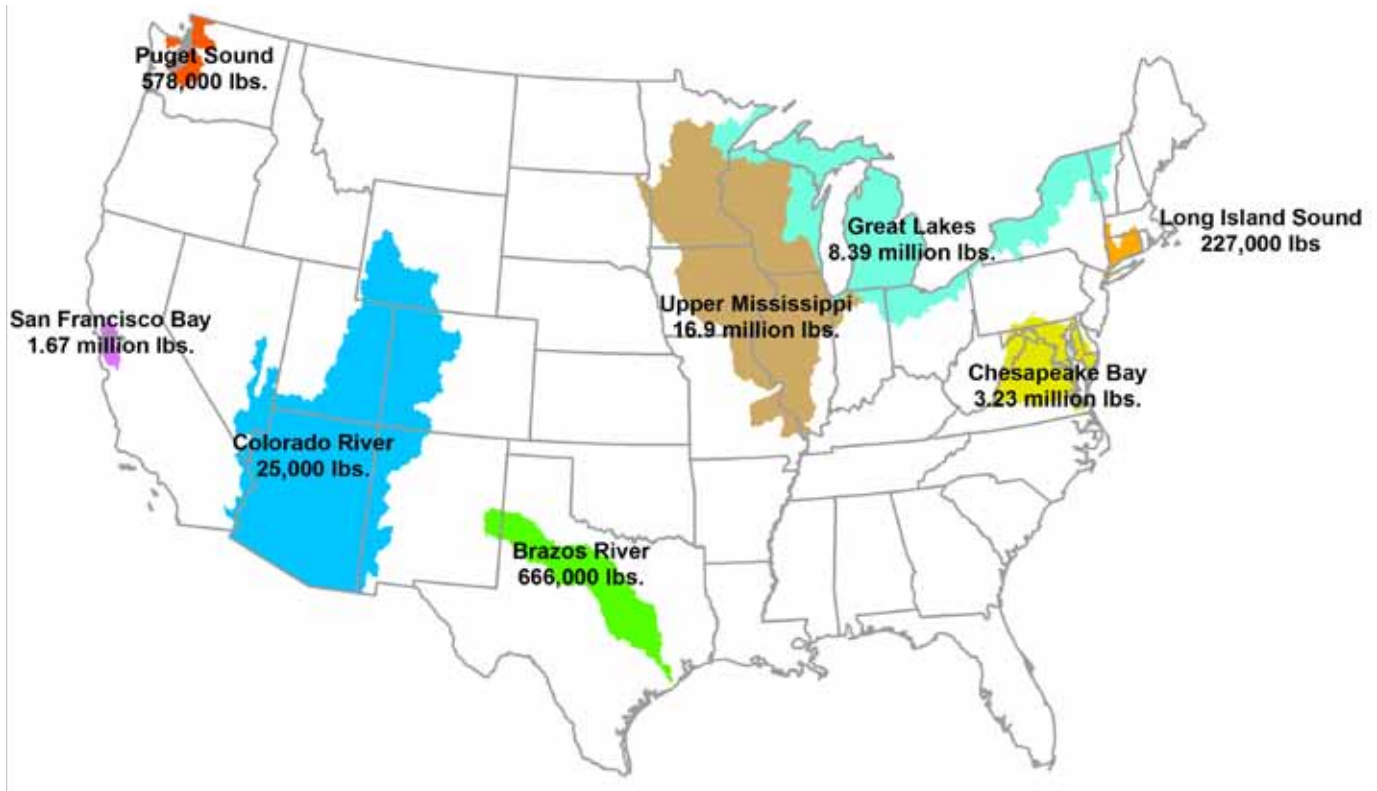 Puget Sound
578,000 lbs.
Great Lakes
8.39 million lbs.
Long Island Sound
227,000 lbs
Upper Mississippi
16.9 million lbs.
San Francisco Bay
1.67 million lbs.
Chesapeake Bay
3.23 million lbs.
Colorado River
25,000 lbs.
Brazos River
666,000 lbs.